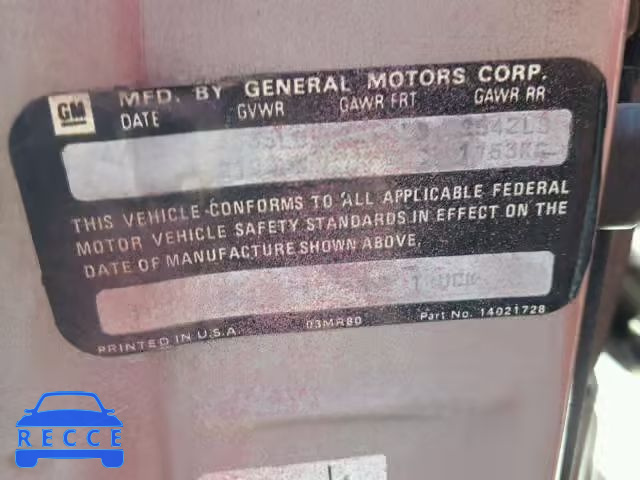 GM MFD. BY GENERAL MOTORS CORP.
DATE GVWR GAWR FRT GAWR RR
THIS VEHICLE CONFORMS TO ALL APPLICABLE FEDERAL
MOTOR VEHICLE SAFETY STANDARDS IN EFFECT ON THE
DATE OF MANUFACTURE SHOWN ABOVE.
TRUCK
PRINTED IN U.S.A 03MR80 Part No. 14021728
RECCE